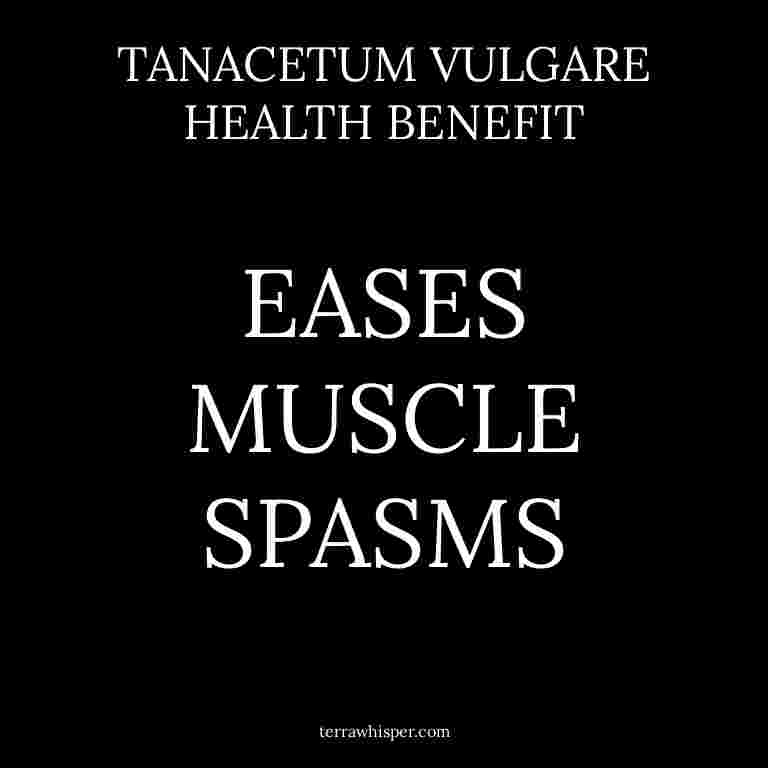 TANACETUM VULGARE
HEALTH BENEFIT
EASES
MUSCLE
SPASMS
terrawhisper.com